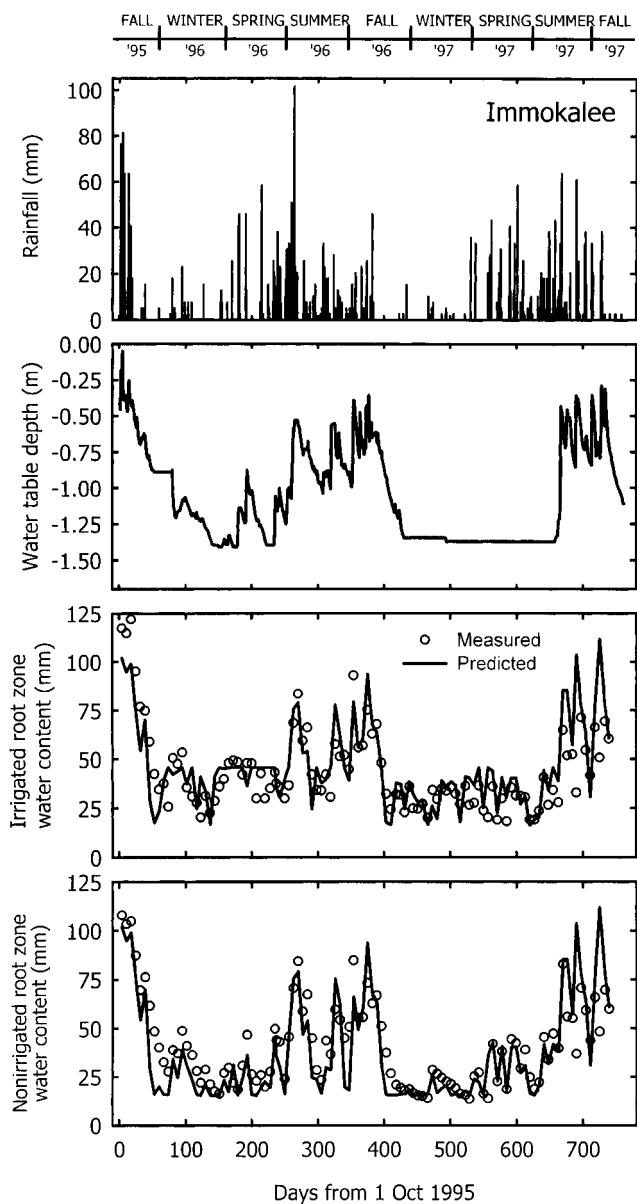 FALL WINTER SPRING SUMMER FALL WINTER SPRING SUMMER FALL
'95 '96 '96 '96 '96 '97 '97 '97 '97
Immokalee
Rainfall (mm)
100
80
60
40
20
0
Water table depth (m)
0.00
-0.25
-0.50
-0.75
-1.00
-1.25
-1.50
Irrigated root zone
water content (mm)
125
100
75
50
25
0
Measured
Predicted
Nonirrigated root zone
water content (mm)
125
100
75
50
25
0
0 100 200 300 400 500 600 700
Days from 1 Oct 1995